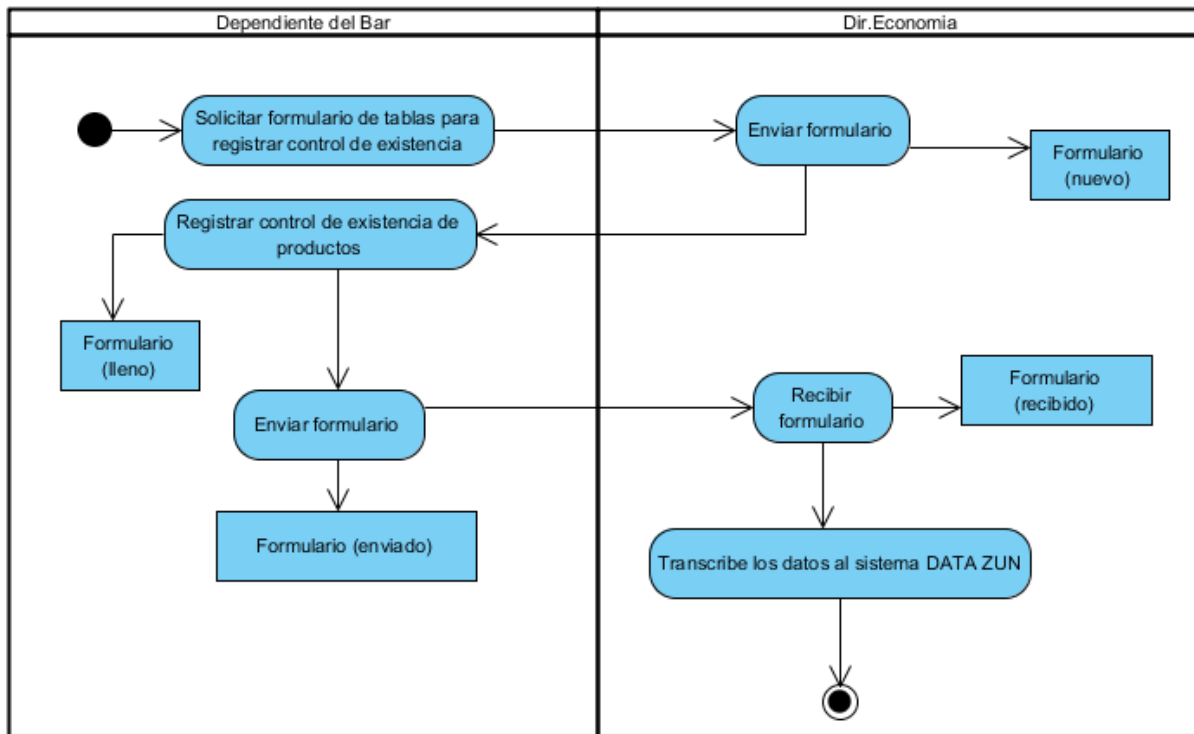 Dependiente del Bar
Dir.Economia
Solicitar formulario de tablas para
registrar control de existencia
Enviar formulario
Formulario
(nuevo)
Registrar control de existencia de
productos
Formulario
(lleno)
Enviar formulario
Recibir
formulario
Formulario
(recibido)
Formulario (enviado)
Transcribe los datos al sistema DATA ZUN